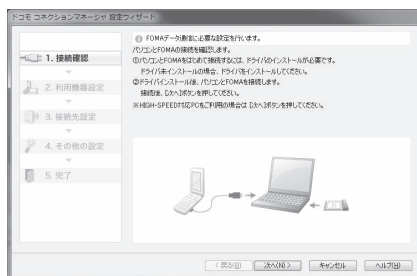 ドコモ コネクションマネージャ 設定ウィザード
1. 接続確認
2. 利用機器設定
3. 接続先設定
4. その他の設定
5. 完了
FOMAデータ通信に必要な設定を行います。
パソコンとFOMAの接続を確認します。
①パソコンとFOMAをはじめて接続するには、ドライバのインストールが必要です。
ドライバ未インストールの場合、ドライバをインストールしてください。
②ドライバインストール後、パソコンとFOMAを接続します。
接続後、[次へ]ボタンを押してください。
※HIGH-SPEED対応PCをご利用の場合は[次へ]ボタンを押してください。
< 戻る(B) 次へ(N) > キャンセル ヘルプ(H)